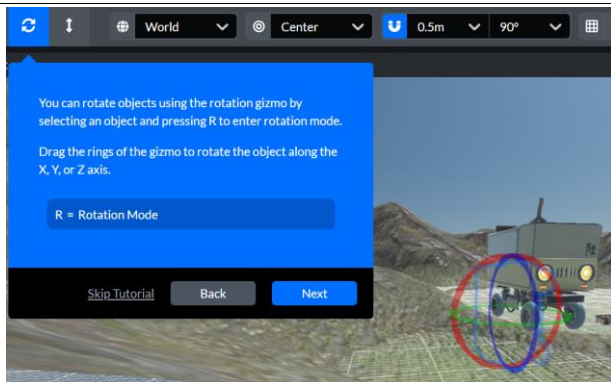 World Center 0.5m 90°
You can rotate objects using the rotation gizmo by
selecting an object and pressing R to enter rotation mode.
Drag the rings of the gizmo to rotate the object along the
X, Y, or Z axis.
R = Rotation Mode
Skip Tutorial Back Next